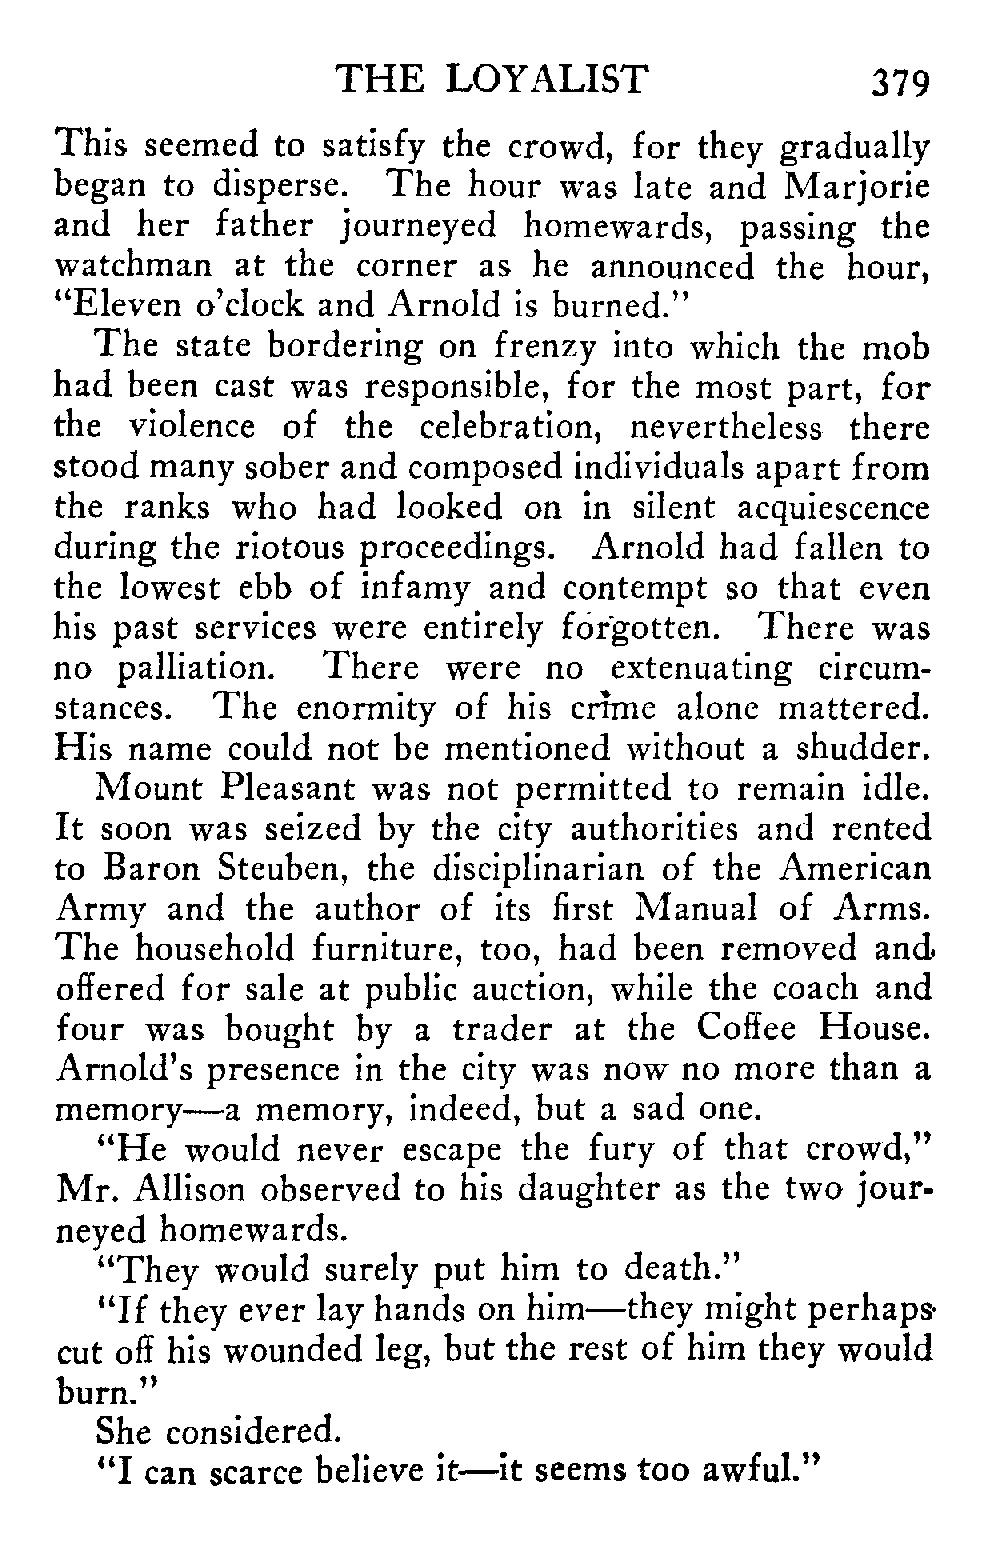 THE LOYALIST 379
This seemed to satisfy the crowd, for they gradually
began to disperse. The hour was late and Marjorie
and her father journeyed homewards, passing the
watchman at the corner as he announced the hour,
“Eleven o’clock and Arnold is burned.”
The state bordering on frenzy into which the mob
had been cast was responsible, for the most part, for
the violence of the celebration, nevertheless there
stood many sober and composed individuals apart from
the ranks who had looked on in silent acquiescence
during the riotous proceedings. Arnold had fallen to
the lowest ebb of infamy and contempt so that even
his past services were entirely forgotten. There was
no palliation. There were no extenuating circum-
stances. The enormity of his crime alone mattered.
His name could not be mentioned without a shudder.
Mount Pleasant was not permitted to remain idle.
It soon was seized by the city authorities and rented
to Baron Steuben, the disciplinarian of the American
Army and the author of its first Manual of Arms.
The household furniture, too, had been removed and
offered for sale at public auction, while the coach and
four was bought by a trader at the Coffee House.
Arnold’s presence in the city was now no more than a
memory—a memory, indeed, but a sad one.
“He would never escape the fury of that crowd,”
Mr. Allison observed to his daughter as the two jour-
neyed homewards.
“They would surely put him to death.”
“If they ever lay hands on him—they might perhaps
cut off his wounded leg, but the rest of him they would
burn.”
She considered.
“I can scarce believe it—it seems too awful.”